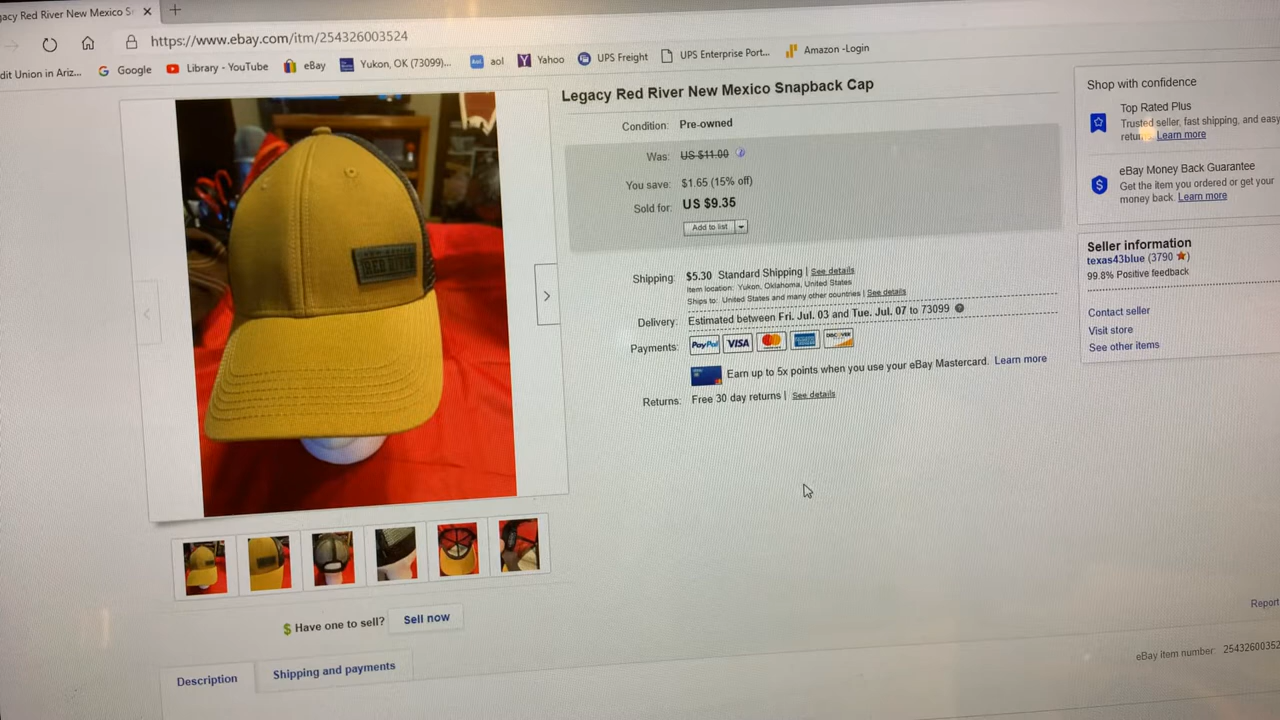 gacy Red River New Mexico S
https://www.ebay.com/itm/254326003524
dit Union in Ariz...
Google
Library - YouTube
eBay
Yukon, OK (73099)...
Aol.
aol
Yahoo
UPS Freight
UPS Enterprise Port...
Amazon -Login
Legacy Red River New Mexico Snapback Cap
Condition: Pre-owned
Was: US $11.00
You save: $1.65 (15% off)
Sold for: US $9.35
Add to list
Shipping: $5.30 Standard Shipping | See details
Item location: Yukon, Oklahoma, United States
Ships to: United States and many other countries | See details
Delivery: Estimated between Fri. Jul. 03 and Tue. Jul. 07 to 73099
Payments: PayPal VISA DISCOVER
Earn up to 5x points when you use your eBay Mastercard. Learn more
Returns: Free 30 day returns | See details
Shop with confidence
Top Rated Plus
Trusted seller, fast shipping, and easy
retur Learn more
eBay Money Back Guarantee
Get the item you ordered or get your
money back. Learn more
Seller information
texas43blue (3790
99.8% Positive feedback
Contact seller
Visit store
See other items
RED RIVER
$ Have one to sell? Sell now
Description
Shipping and payments
Report
eBay item number: 25432600352